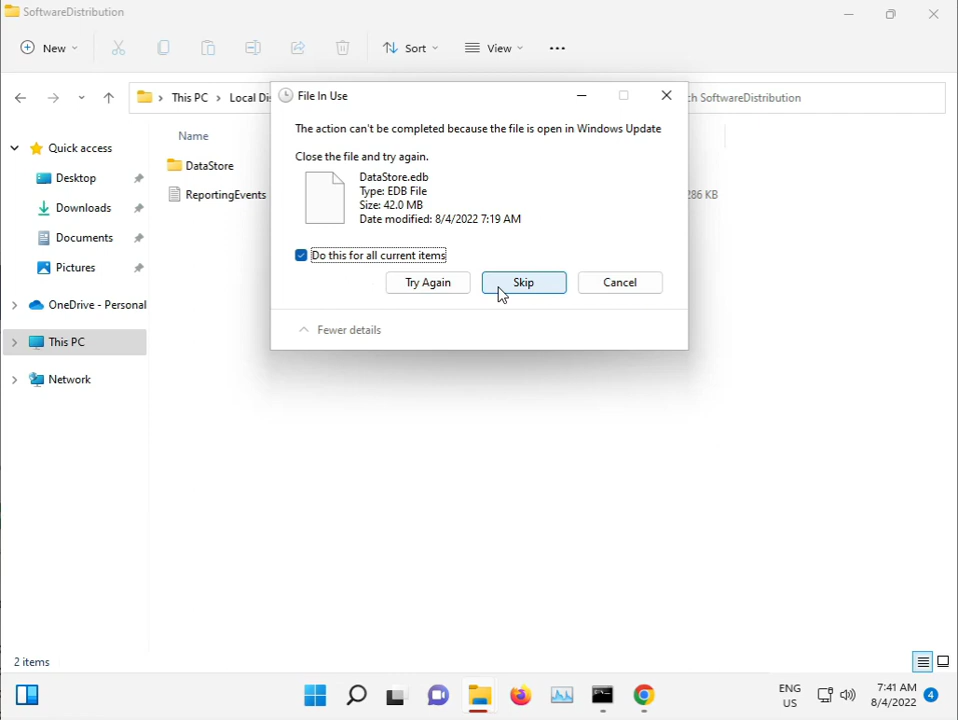 SoftwareDistribution
New
Sort
View
This PC
Local Dis
ch SoftwareDistribution
Quick access
Desktop
Downloads
Documents
Pictures
OneDrive - Personal
This PC
Network
Name
DataStore
ReportingEvents
286 KB
File In Use
The action can't be completed because the file is open in Windows Update
Close the file and try again.
DataStore.edb
Type: EDB File
Size: 42.0 MB
Date modified: 8/4/2022 7:19 AM
Do this for all current items
Try Again
Skip
Cancel
Fewer details
2 items
ENG
US
7:41 AM
8/4/2022
4